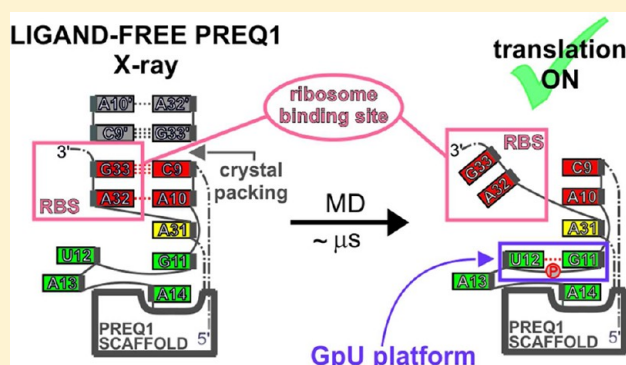 LIGAND-FREE PREQ1
X-ray
translation
ON
A10' A32'
C9' G33'
ribosome
binding site
crystal
packing
3'
G33 C9
A32 A10
RBS
A31
U12
G11
A13
A14
PREQ1
SCAFFOLD
5'
MD
~ μs
3'
RBS
G33
A32
C9
A10
A31
U12 G11
P
A13
A14
PREQ1
SCAFFOLD
5'
GpU platform